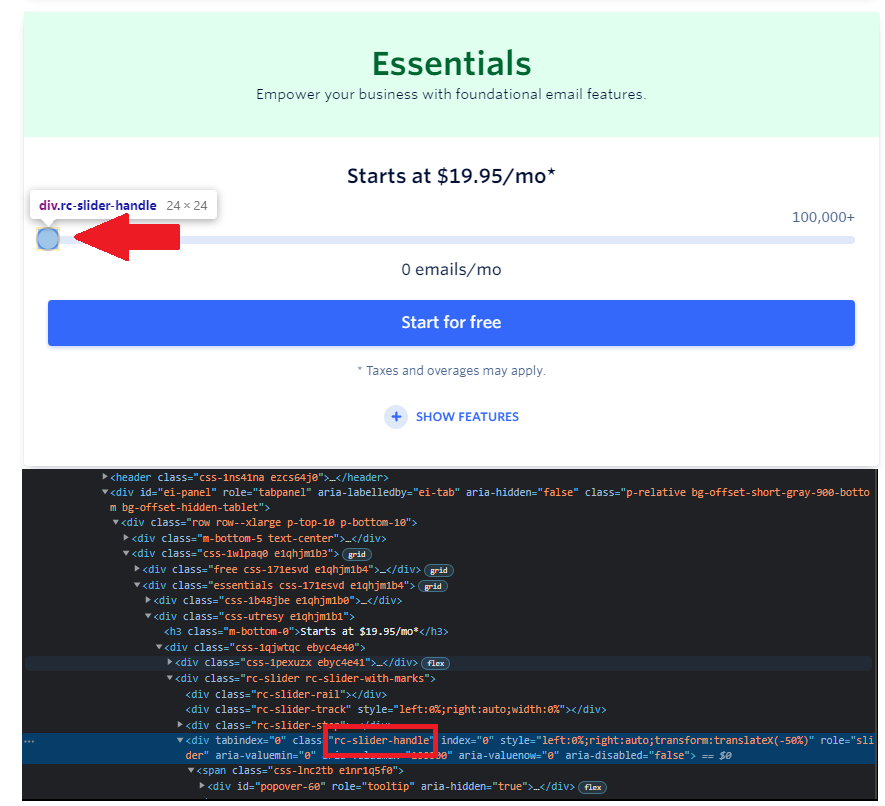 Essentials
Empower your business with foundational email features.
Starts at $19.95/mo*
div.rc-slider-handle 24 × 24
100,000+
0 emails/mo
Start for free
* Taxes and overages may apply.
+ SHOW FEATURES
▶<header class="css-1ns41na ezcs64j0">…</header>
▼<div id="ei-panel" role="tabpanel" aria-labelledby="ei-tab" aria-hidden="false" class="p-relative bg-offset-short-gray-900-botto
m bg-offset-hidden-tablet">
▼<div class="row row--xlarge p-top-10 p-bottom-10">
▶<div class="m-bottom-5 text-center">…</div>
▼<div class="css-1wlpaq0 e1qhjm1b3"> grid
▶<div class="free css-171esvd e1qhjm1b4">…</div> grid
▼<div class="essentials css-171esvd e1qhjm1b4"> grid
▶<div class="css-1b48jbe e1qhjm1b0">…</div>
▼<div class="css-utresy e1qhjm1b1">
<h3 class="m-bottom-0">Starts at $19.95/mo*</h3>
▼<div class="css-1qjwtqc ebyc4e40">
▶<div class="css-1pexuzx ebyc4e41">…</div> flex
▼<div class="rc-slider rc-slider-with-marks">
<div class="rc-slider-rail"></div>
<div class="rc-slider-track" style="left:0%;right:auto;width:0%"></div>
▶<div class="rc-slider-step">…</div>
… ▼<div tabindex="0" class="rc-slider-handle" index="0" style="left:0%;right:auto;transform:translateX(-50%)" role="sli
der" aria-valuemin="0" aria-valuemax="100000" aria-valuenow="0" aria-disabled="false"> == $0
▼<span class="css-lnc2tb e1nr1q5f0">
▶<div id="popover-60" role="tooltip" aria-hidden="true">…</div> flex